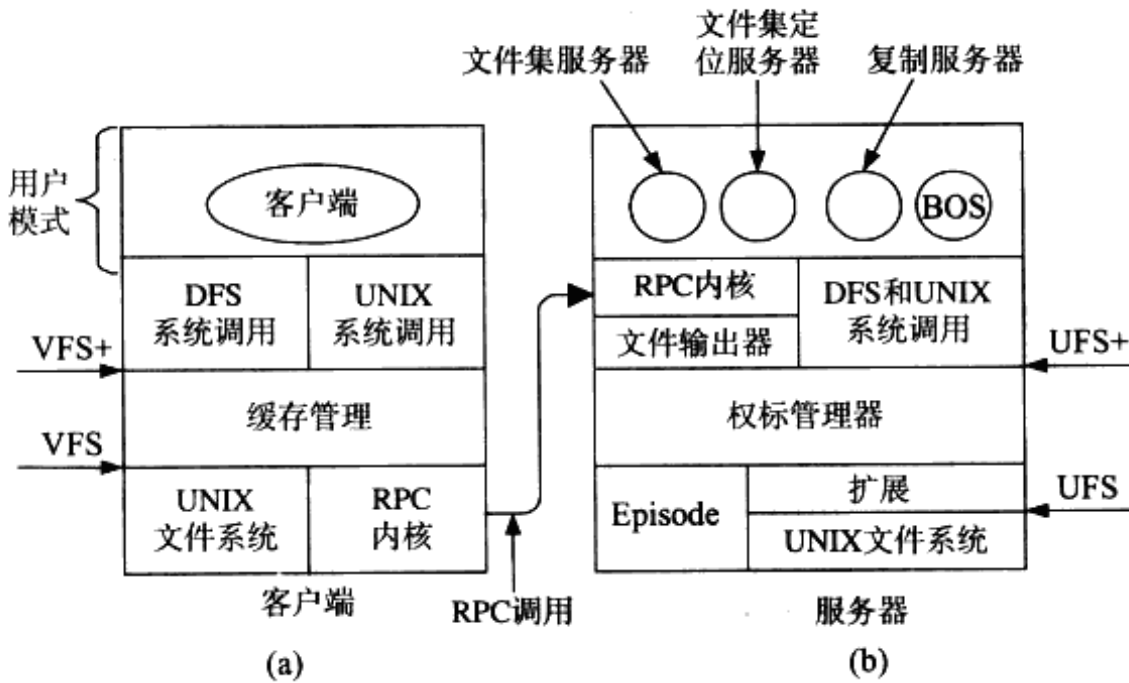 文件集服务器
文件集定
位服务器
复制服务器
用户
模式
客户端
DFS
系统调用
UNIX
系统调用
VFS+
缓存管理
VFS
UNIX
文件系统
RPC
内核
客户端
RPC调用
(a)
BOS
RPC内核
文件输出器
DFS和UNIX
系统调用
UFS+
权标管理器
Episode
扩展
UNIX文件系统
UFS
服务器
(b)